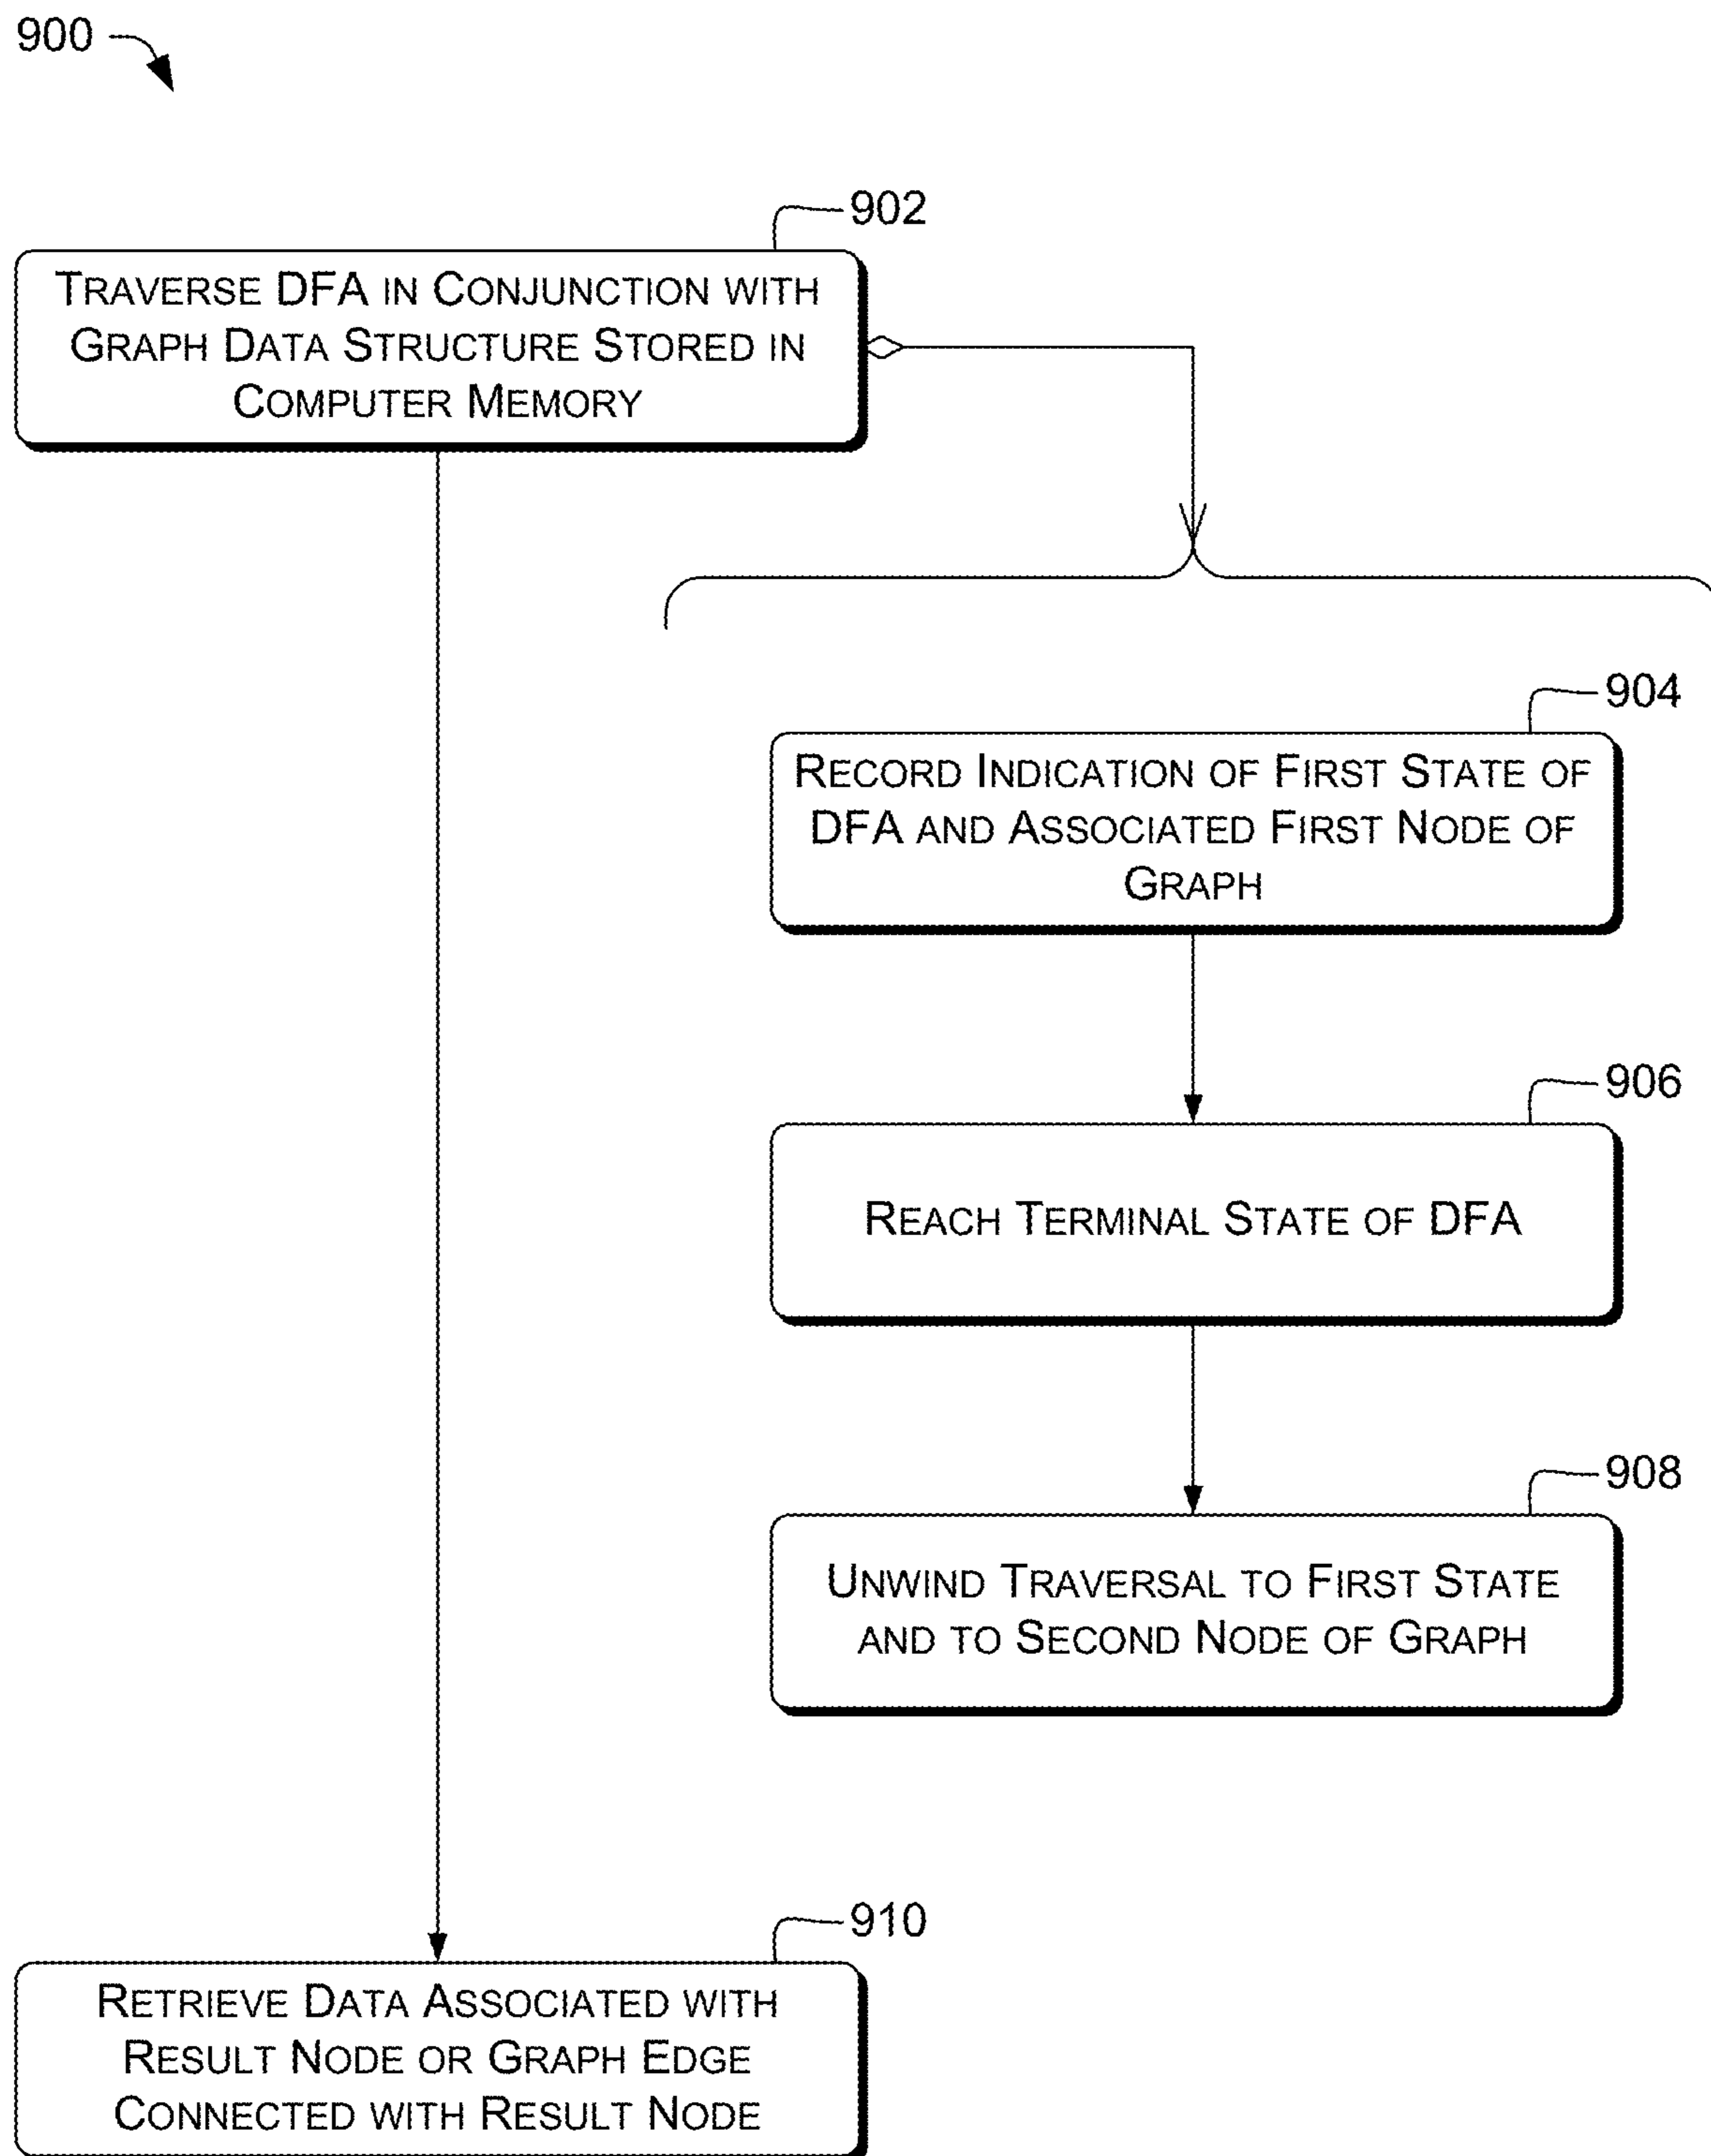 900
902
TRAVERSE DFA IN CONJUNCTION WITH
GRAPH DATA STRUCTURE STORED IN
COMPUTER MEMORY
904
RECORD INDICATION OF FIRST STATE OF
DFA AND ASSOCIATED FIRST NODE OF
GRAPH
906
REACH TERMINAL STATE OF DFA
908
UNWIND TRAVERSAL TO FIRST STATE
AND TO SECOND NODE OF GRAPH
910
RETRIEVE DATA ASSOCIATED WITH
RESULT NODE OR GRAPH EDGE
CONNECTED WITH RESULT NODE